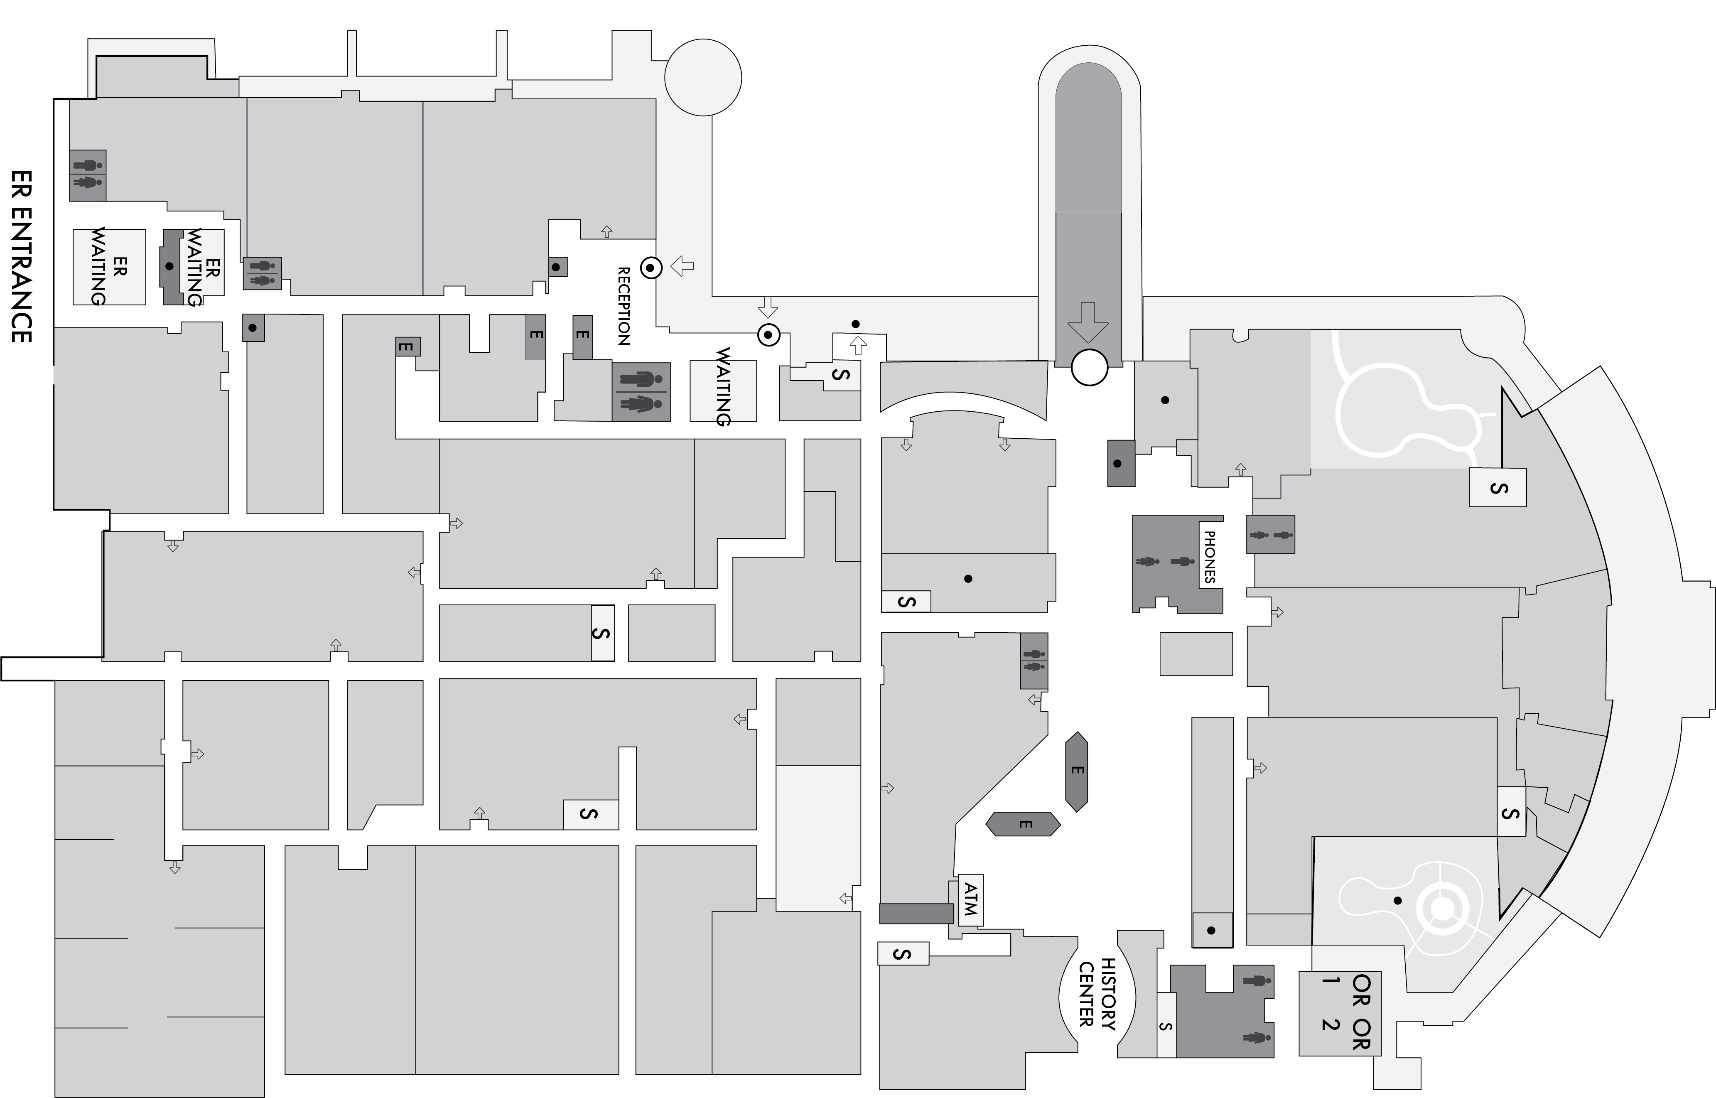 ER ENTRANCE
ER
WAITING
ER
WAITING
RECEPTION
E
E
E
WAITING
S
S
PHONES
S
S
E
E
S
S
ATM
S
HISTORY
CENTER
S
OR OR
1 2